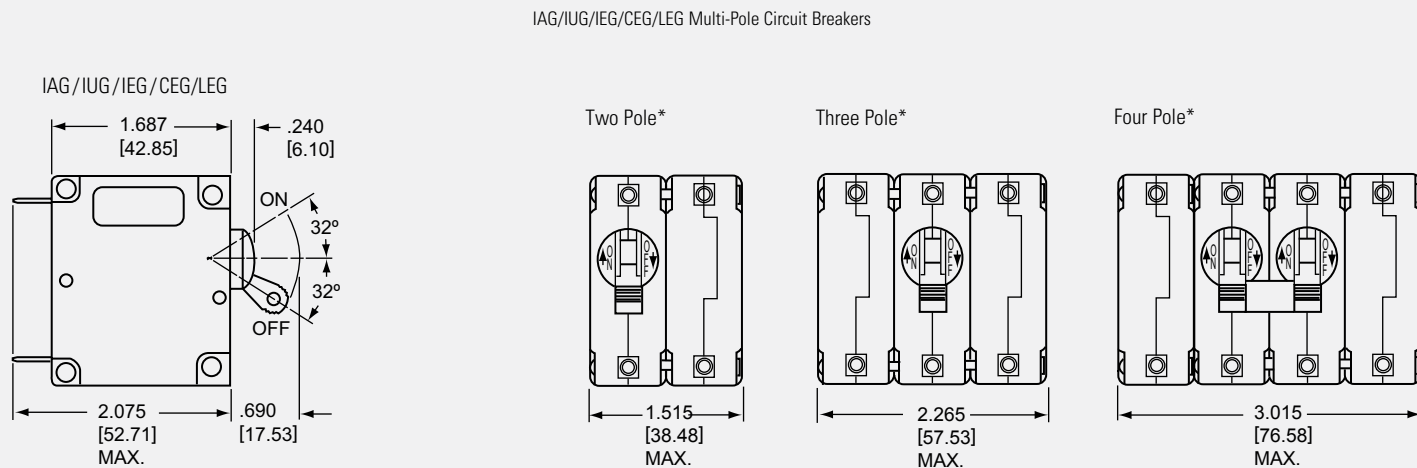 IAG/IUG/IEG/CEG/LEG Multi-Pole Circuit Breakers
IAG/IUG/IEG/CEG/LEG
1.687
[42.85]
.240
[6.10]
ON
32º
32º
OFF
2.075
[52.71]
MAX.
.690
[17.53]
Two Pole*
ON
OFF
1.515
[38.48]
MAX.
Three Pole*
ON
OFF
2.265
[57.53]
MAX.
Four Pole*
ON
OFF
ON
OFF
3.015
[76.58]
MAX.